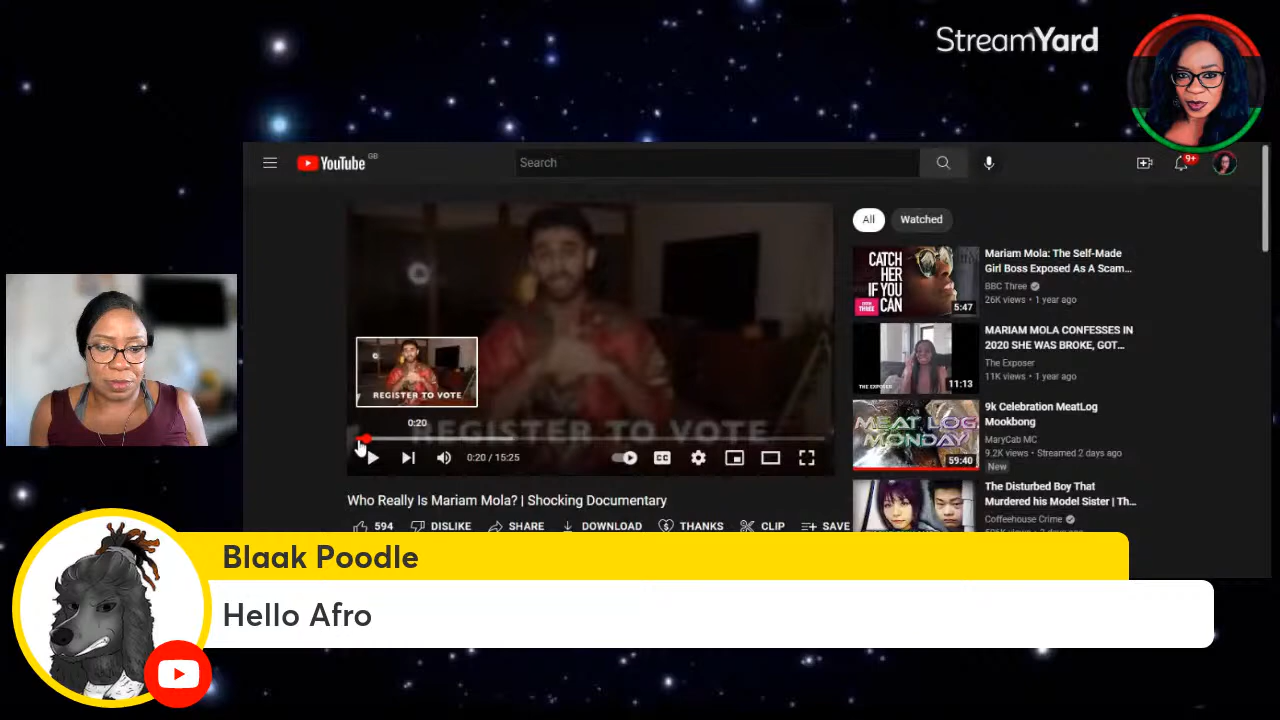 StreamYard
YouTube GB
Search
9+
All
Watched
CATCH
HER
IF YOU
CAN
5:47
Mariam Mola: The Self-Made
Girl Boss Exposed As A Scam...
BBC Three
26K views • 1 year ago
THE EXPOSER
11:13
MARIAM MOLA CONFESSES IN
2020 SHE WAS BROKE, GOT...
The Exposer
11K views • 1 year ago
MEAT LOG
MONDAY
59:40
9k Celebration MeatLog
Mookbong
MaryCab MC
9.2K views • Streamed 2 days ago
New
The Disturbed Boy That
Murdered his Model Sister | Th...
Coffeehouse Crime
REGISTER TO VOTE
0:20
REGISTER TO VOTE
0:20 / 15:25
CC
Who Really Is Mariam Mola? | Shocking Documentary
594 DISLIKE SHARE DOWNLOAD THANKS CLIP SAVE
Blaak Poodle
Hello Afro